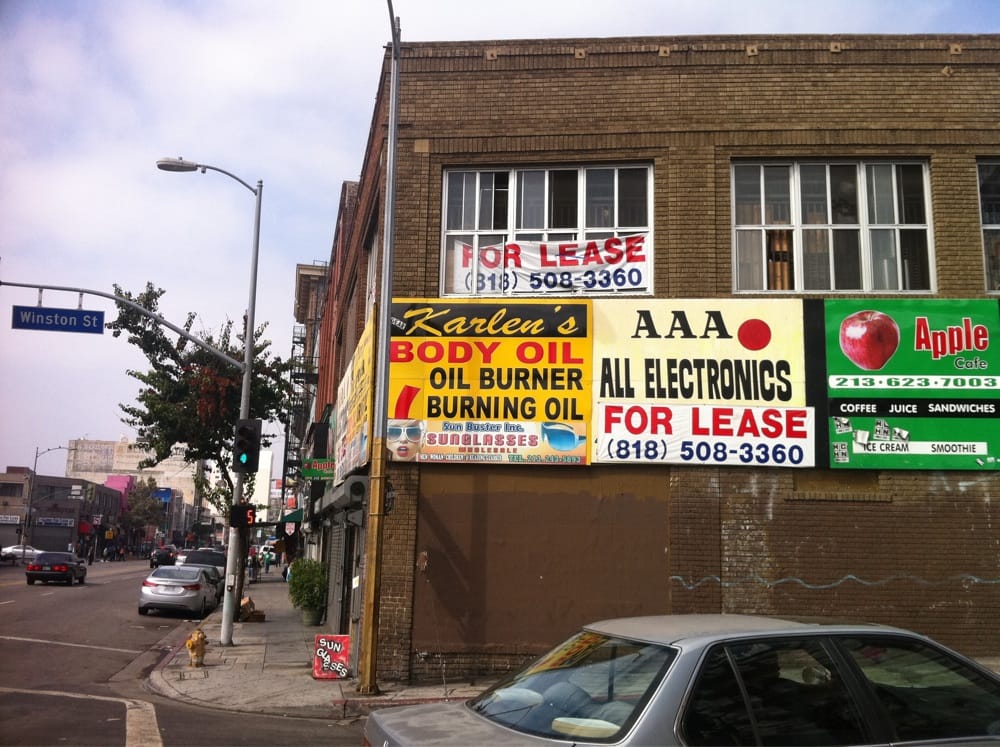 Winston St
FOR LEASE
(818) 508-3360
Karlen's
BODY OIL
OIL BURNER
BURNING OIL
Sun Buster Inc.
SUNGLASSES
WHOLESALE
AAA
ALL ELECTRONICS
FOR LEASE
(818) 508-3360
Apple
Cafe
213-623-7003
COFFEE JUICE SANDWICHES
ICE CREAM SMOOTHIE
SUN
GLASSES
5